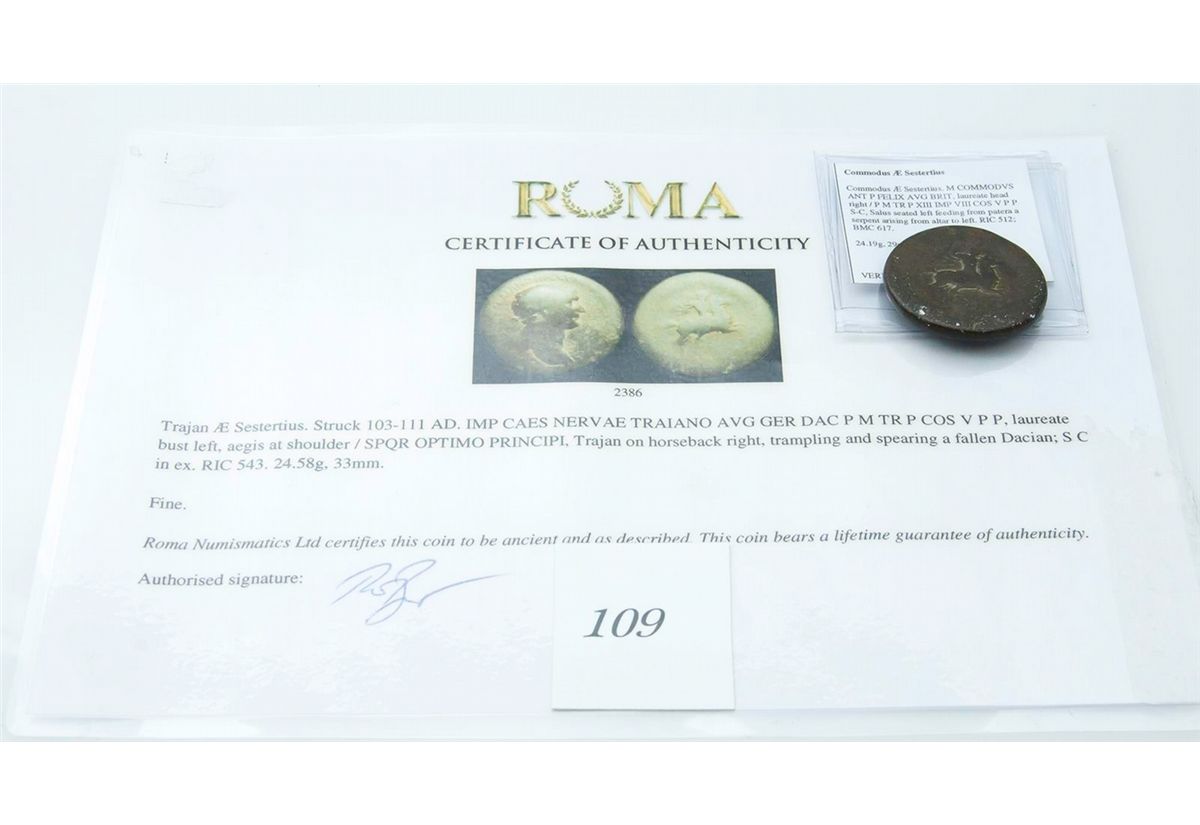 ROMA
CERTIFICATE OF AUTHENTICITY
2386
Trajan Æ Sestertius. Struck 103-111 AD. IMP CAES NERVAE TRAIANO AVG GER DAC P M TR P COS V P P, laureate
bust left, aegis at shoulder / SPQR OPTIMO PRINCIPI, Trajan on horseback right, trampling and spearing a fallen Dacian; S C
in ex. RIC 543. 24.58g, 33mm.
Fine.
Roma Numismatics Ltd certifies this coin to be ancient and as described. This coin bears a lifetime guarantee of authenticity.
Authorised signature:
109
Commodus Æ Sestertius
Commodus Æ Sestertius. M COMMODVS
ANT P FELIX AVG BRIT, laureate head
right / P M TR P XIII IMP VIII COS V P P
S-C, Salus seated left feeding from patera a
serpent arising from altar to left. RIC 512;
BMC 617.
24.19g,